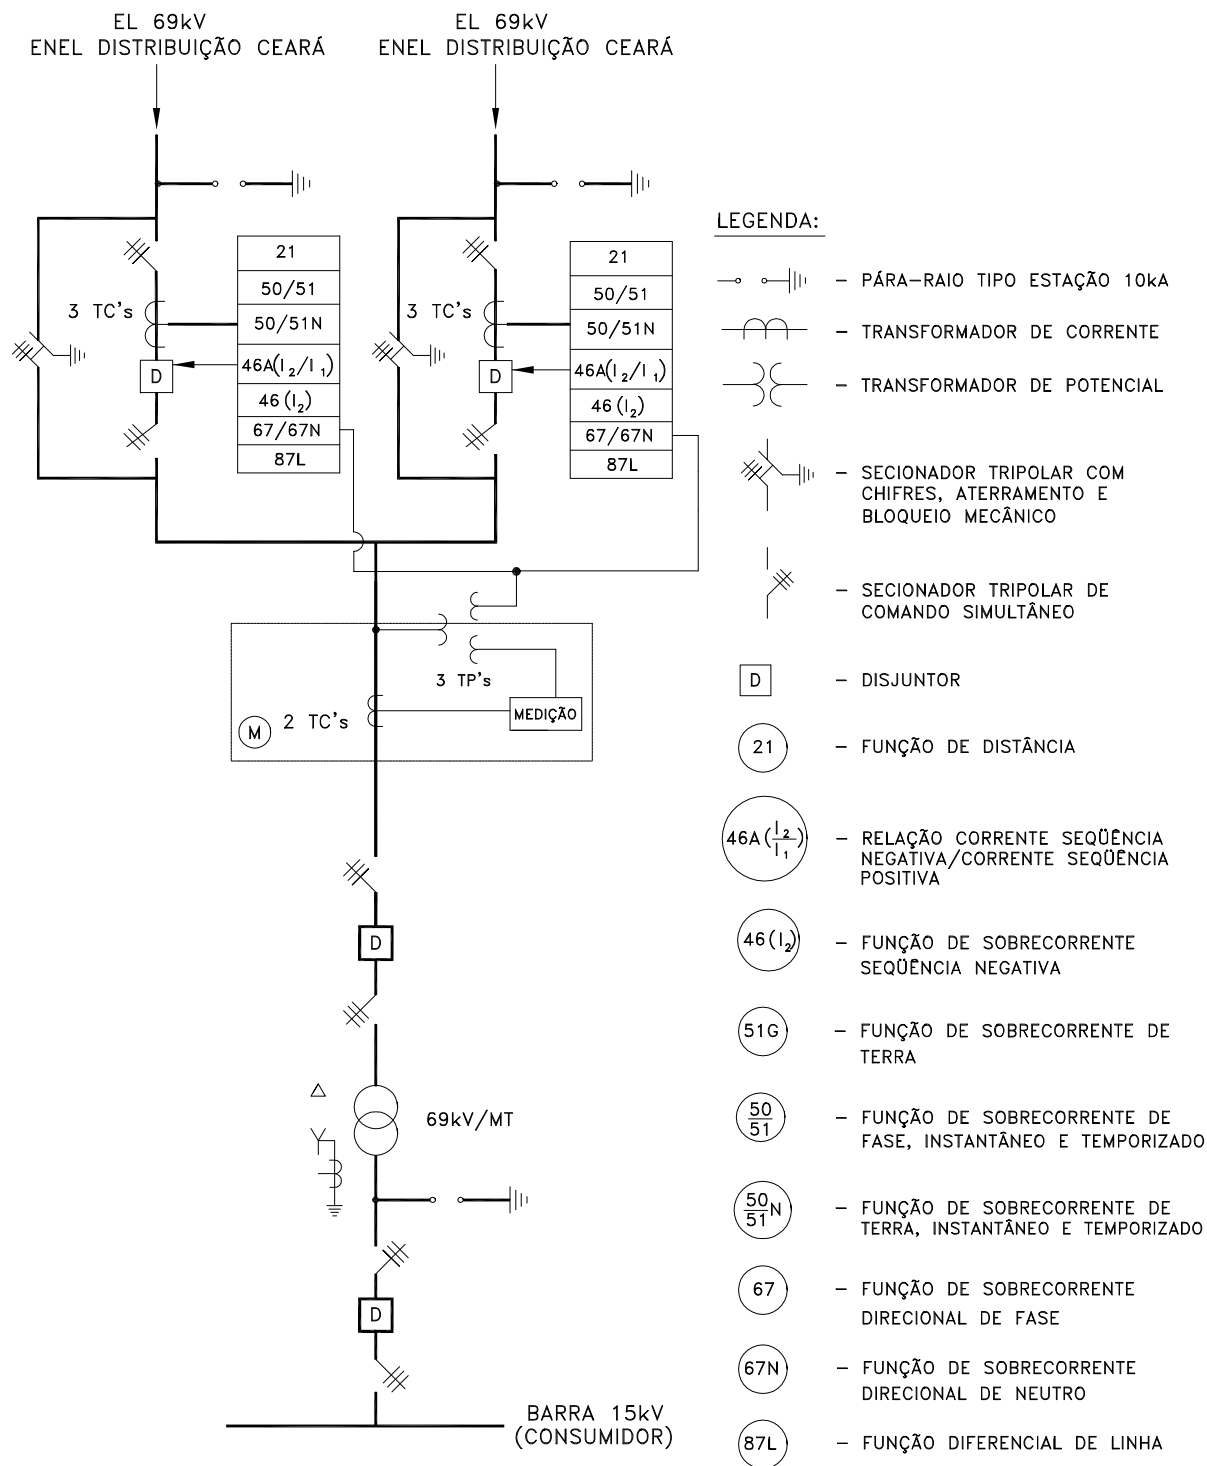 EL 69kV
ENEL DISTRIBUIÇÃO CEARÁ
EL 69kV
ENEL DISTRIBUIÇÃO CEARÁ
3 TC's
D
21
50/51
50/51N
46A(I₂/I₁)
46(I₂)
67/67N
87L
3 TC's
D
21
50/51
50/51N
46A(I₂/I₁)
46(I₂)
67/67N
87L
3 TP's
MEDIÇÃO
M
2 TC's
D
69kV/MT
D
BARRA 15kV
(CONSUMIDOR)
LEGENDA:
– PÁRA–RAIO TIPO ESTAÇÃO 10kA
– TRANSFORMADOR DE CORRENTE
– TRANSFORMADOR DE POTENCIAL
– SECIONADOR TRIPOLAR COM
CHIFRES, ATERRAMENTO E
BLOQUEIO MECÂNICO
– SECIONADOR TRIPOLAR DE
COMANDO SIMULTÂNEO
D – DISJUNTOR
21 – FUNÇÃO DE DISTÂNCIA
46A(I₂/I₁) – RELAÇÃO CORRENTE SEQÜÊNCIA
NEGATIVA/CORRENTE SEQÜÊNCIA
POSITIVA
46(I₂) – FUNÇÃO DE SOBRECORRENTE
SEQÜÊNCIA NEGATIVA
51G – FUNÇÃO DE SOBRECORRENTE DE
TERRA
50/51 – FUNÇÃO DE SOBRECORRENTE DE
FASE, INSTANTÂNEO E TEMPORIZADO
50/51N – FUNÇÃO DE SOBRECORRENTE DE
TERRA, INSTANTÂNEO E TEMPORIZADO
67 – FUNÇÃO DE SOBRECORRENTE
DIRECIONAL DE FASE
67N – FUNÇÃO DE SOBRECORRENTE
DIRECIONAL DE NEUTRO
87L – FUNÇÃO DIFERENCIAL DE LINHA